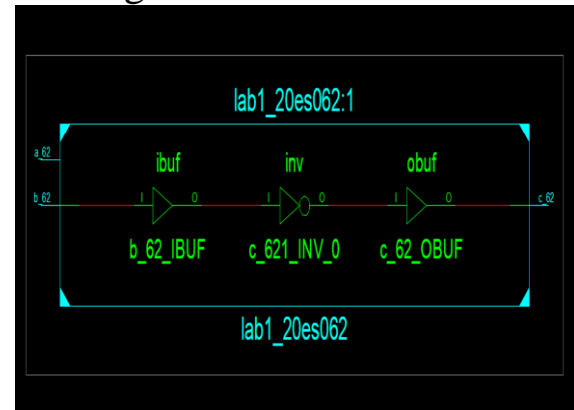 lab1_20es062:1
a_62
ibuf inv obuf
b_62 I O I O I O c_62
b_62_IBUF c_621_INV_0 c_62_OBUF
lab1_20es062